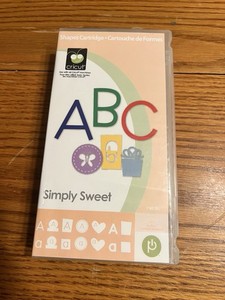 Shapes Cartridge • Cartouche de Formes
cricut
ABC
Simply Sweet
A A A
a a a